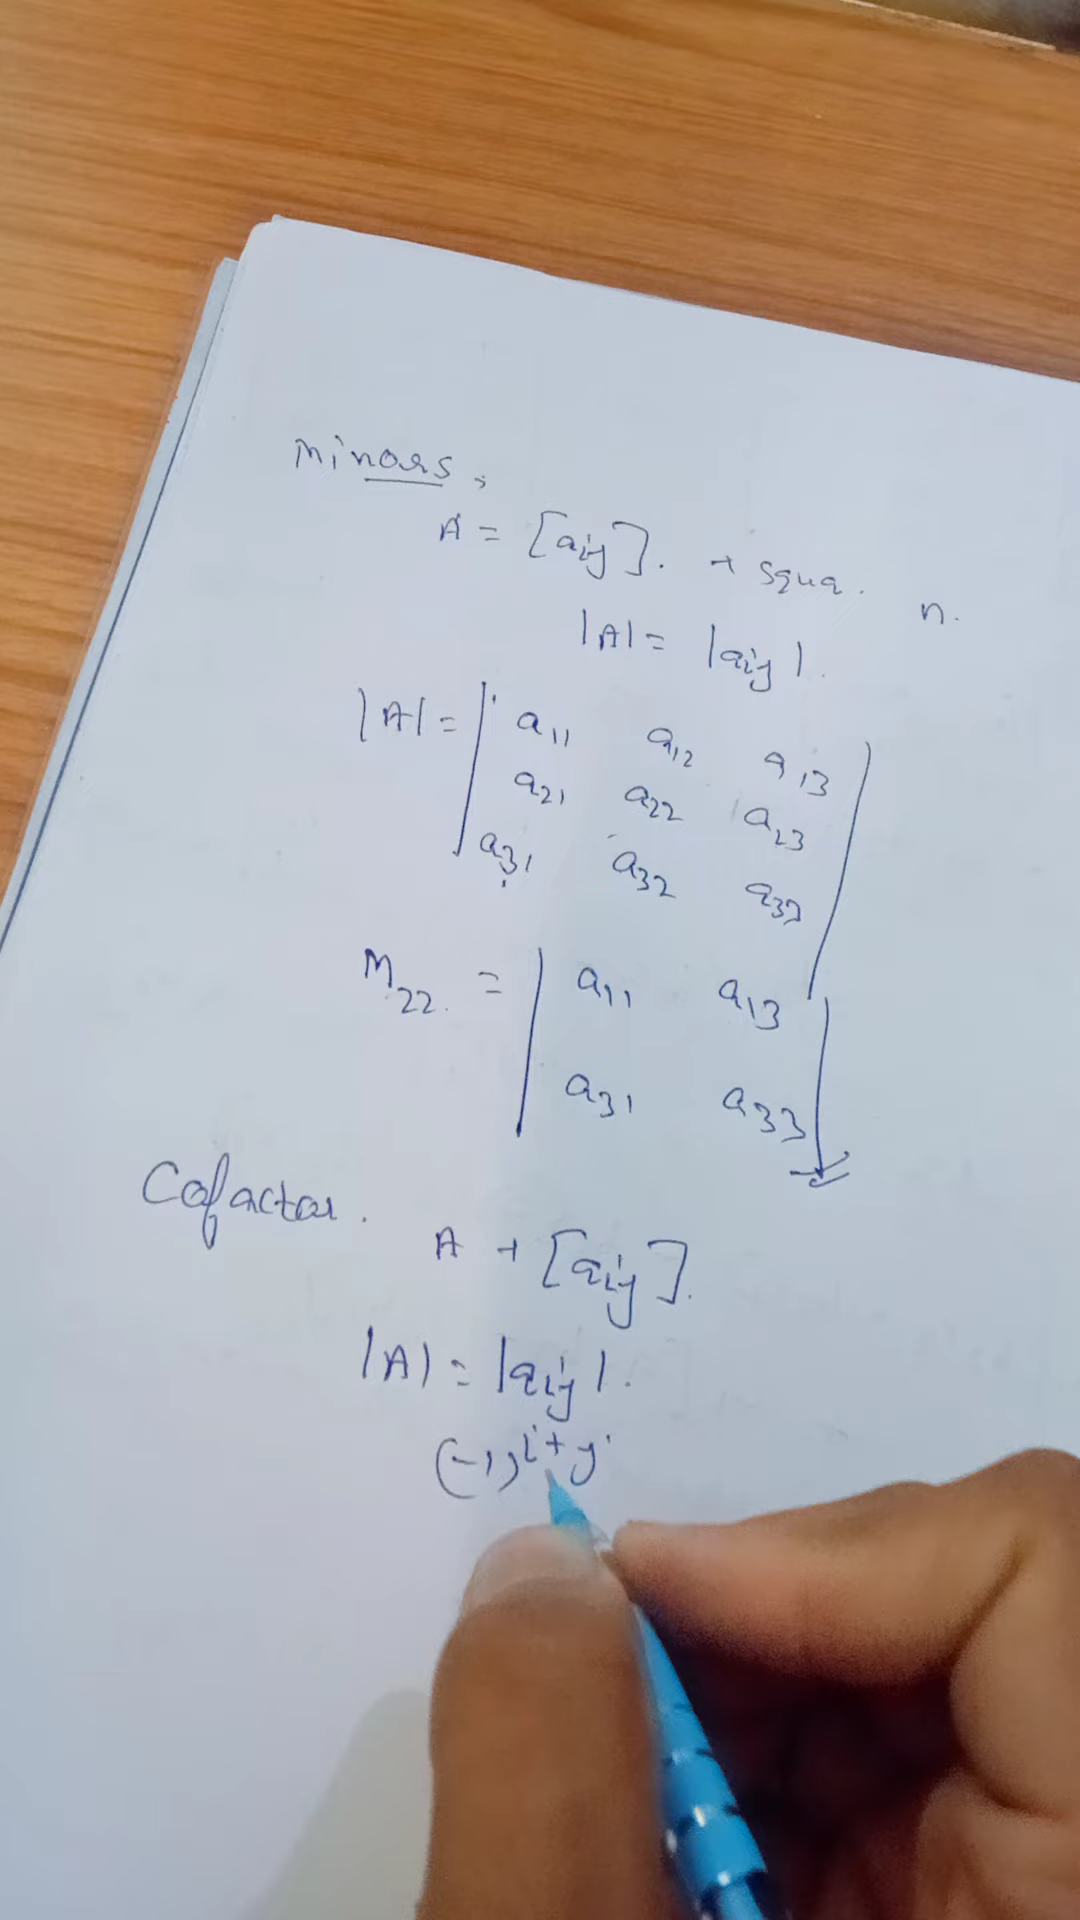 Minors,
A = [aij]. → squa. n.
|A| = |aij|.
|A| = | a11 a12 a13 |
a21 a22 a23
a31 a32 a33
M22. = | a11 a13 |
a31 a33
Cofactor.
A → [aij].
|A| = |aij|.
(-1)i+j